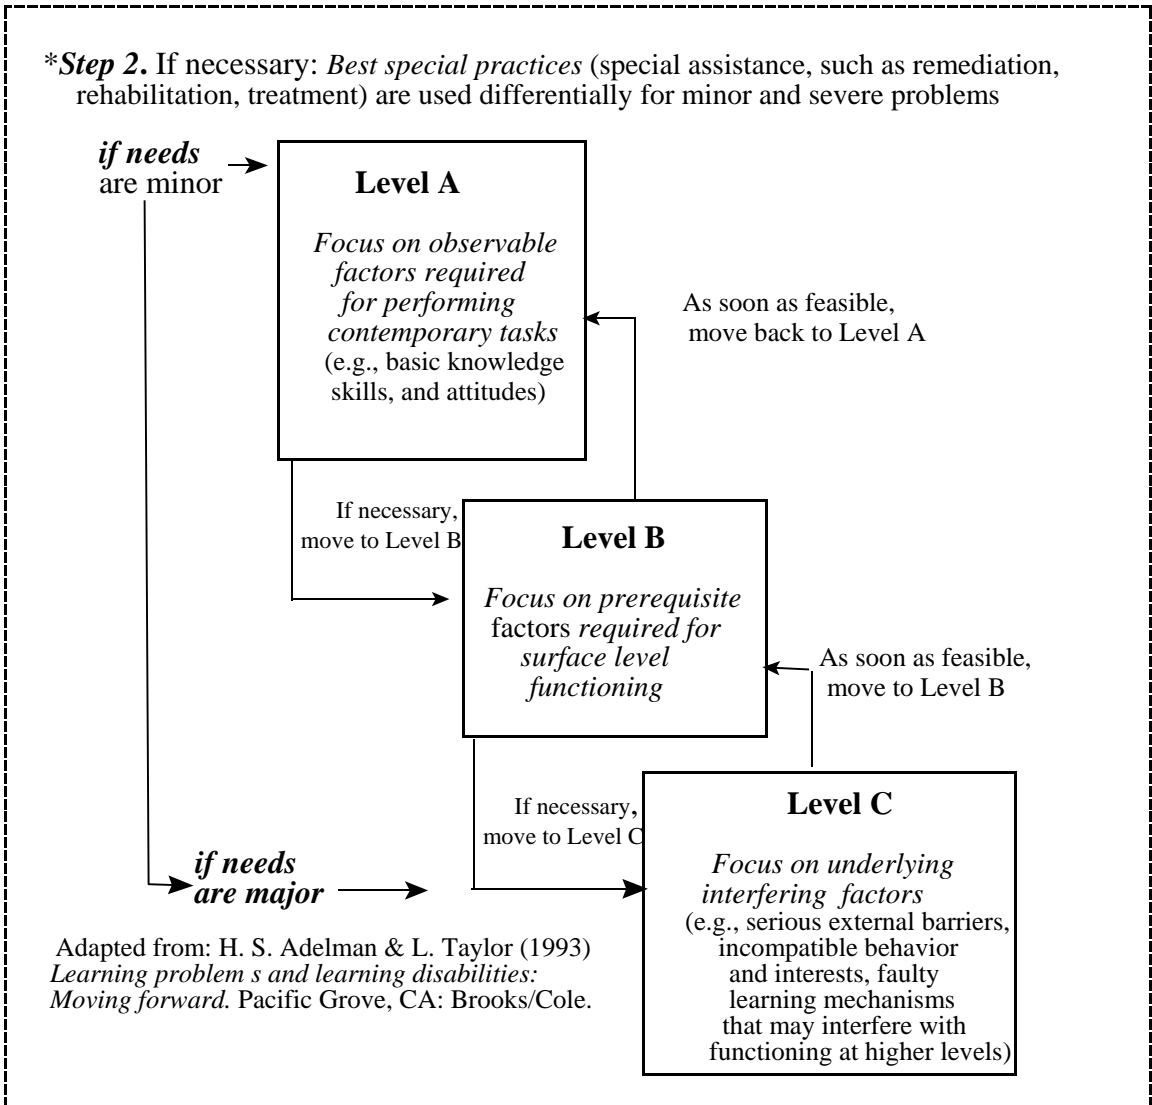 *Step 2. If necessary: Best special practices (special assistance, such as remediation,
rehabilitation, treatment) are used differentially for minor and severe problems
if needs
are minor
Level A
Focus on observable
factors required
for performing
contemporary tasks
(e.g., basic knowledge
skills, and attitudes)
As soon as feasible,
move back to Level A
If necessary,
move to Level B
Level B
Focus on prerequisite
factors required for
surface level
functioning
As soon as feasible,
move to Level B
If necessary,
move to Level C
Level C
Focus on underlying
interfering factors
(e.g., serious external barriers,
incompatible behavior
and interests, faulty
learning mechanisms
that may interfere with
functioning at higher levels)
if needs
are major
Adapted from: H. S. Adelman & L. Taylor (1993)
Learning problem s and learning disabilities:
Moving forward. Pacific Grove, CA: Brooks/Cole.